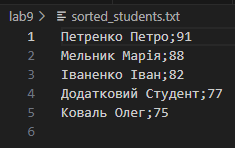 lab9 > sorted_students.txt
1 Петренко Петро;91
2 Мельник Марія;88
3 Іваненко Іван;82
4 Додатковий Студент;77
5 Коваль Олег;75
6